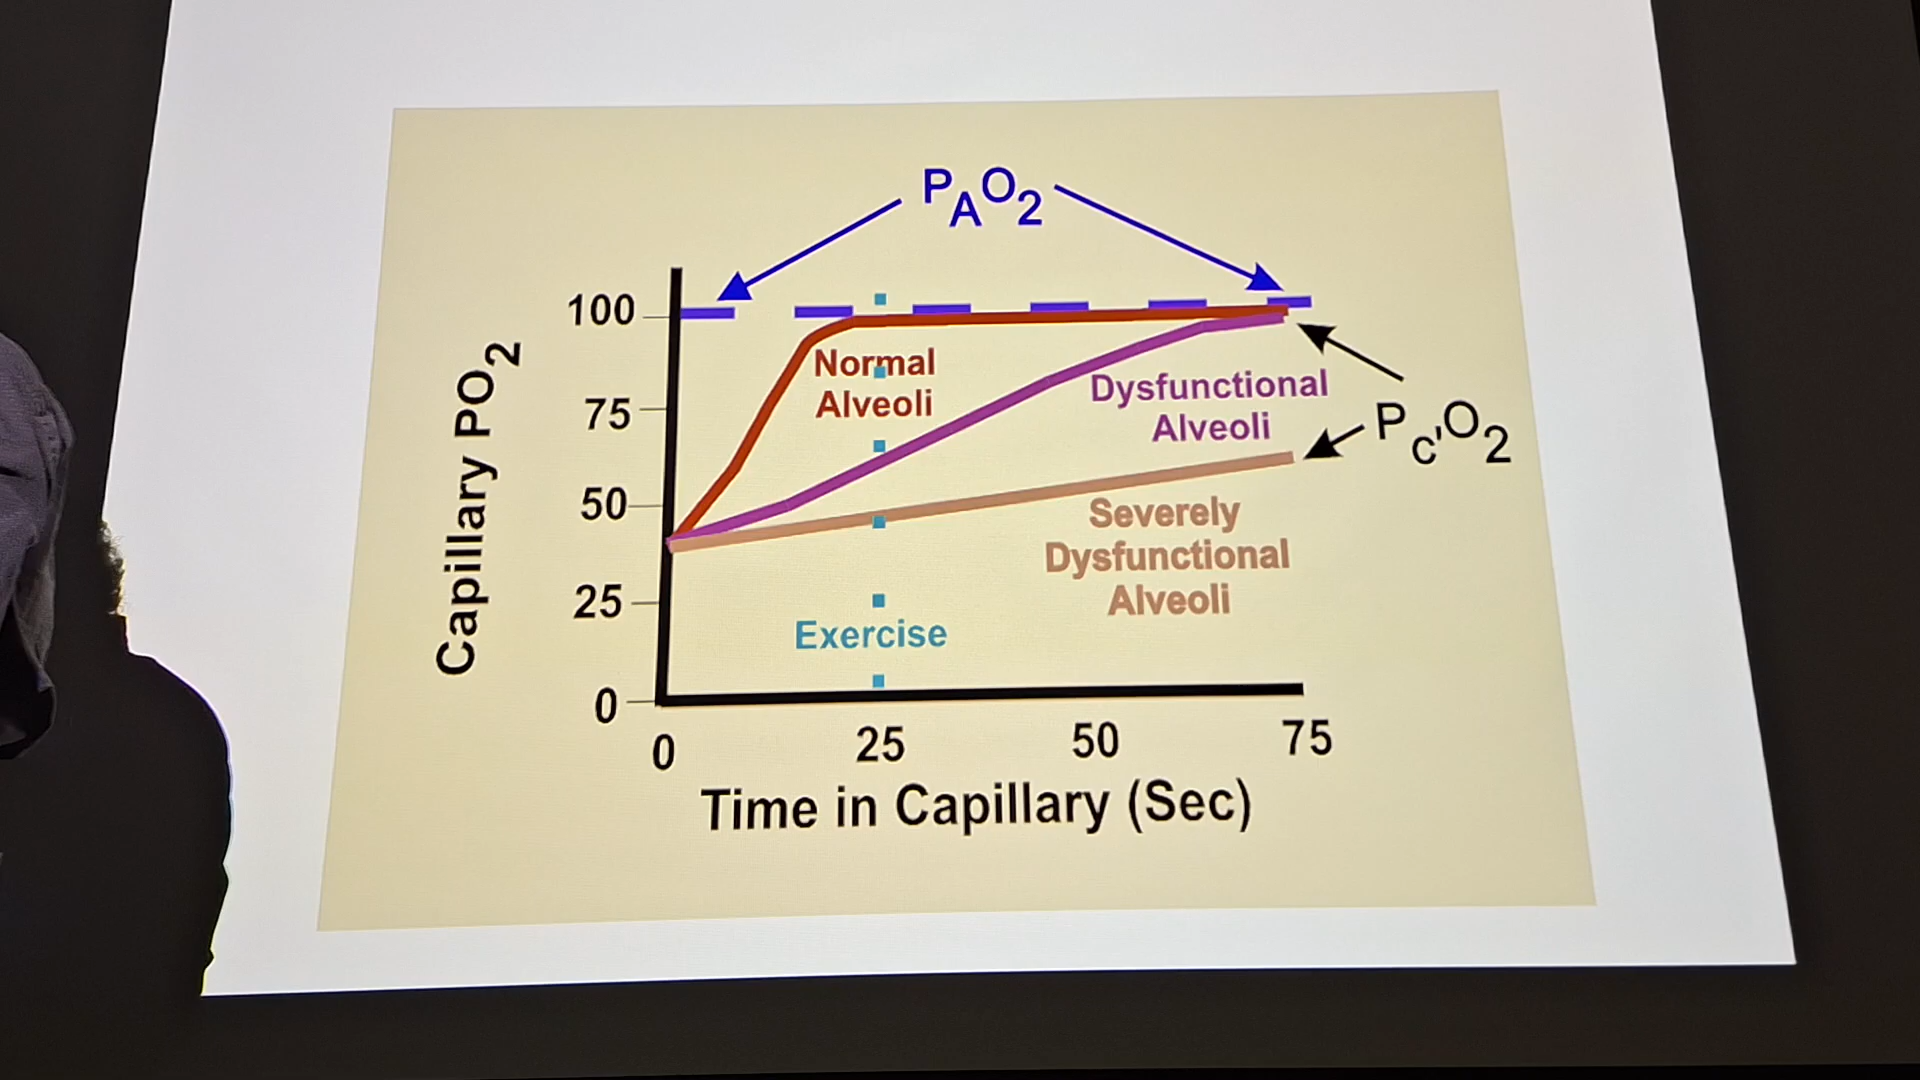 PAO2
100
75
50
25
0
Capillary PO2
Normal
Alveoli
Dysfunctional
Alveoli
Pc'O2
Severely
Dysfunctional
Alveoli
Exercise
0 25 50 75
Time in Capillary (Sec)